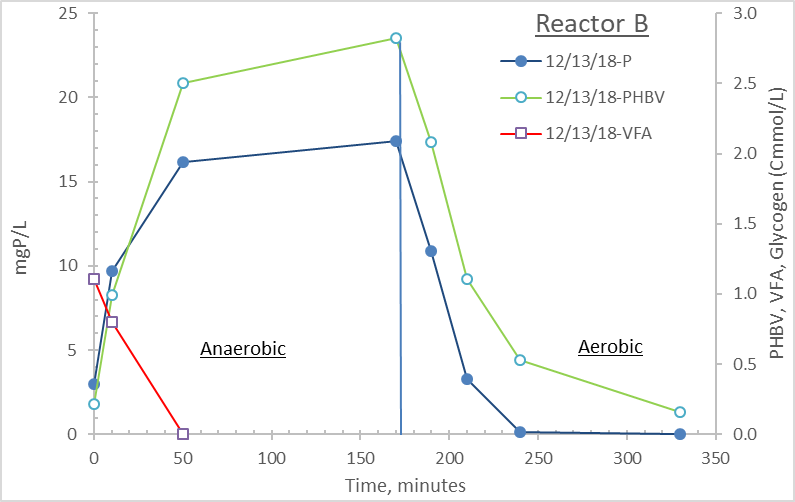 Reactor B
12/13/18-P
12/13/18-PHBV
12/13/18-VFA
25
20
15
10
5
0
mgP/L
3.0
2.5
2.0
1.5
1.0
0.5
0.0
PHBV, VFA, Glycogen (Cmmol/L)
Anaerobic
Aerobic
0 50 100 150 200 250 300 350
Time, minutes